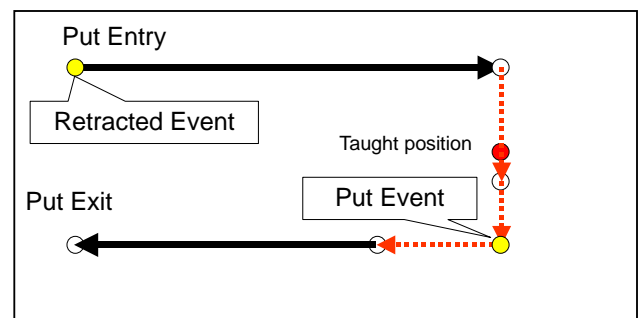 Put Entry
Retracted Event
Taught position
Put Exit
Put Event